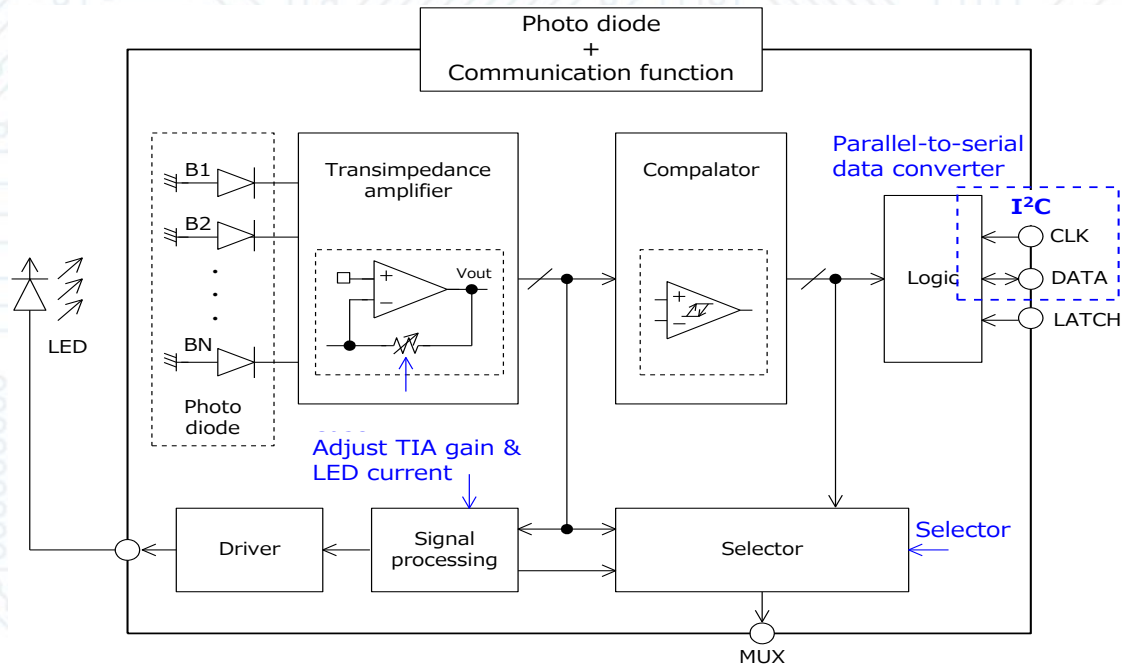 Photo diode
+
Communication function
B1
B2
BN
Photo
diode
Transimpedance
amplifier
+
−
Vout
Compalator
+
−
Parallel-to-serial
data converter
I²C
Logic
CLK
DATA
LATCH
LED
Adjust TIA gain &
LED current
Driver
Signal
processing
Selector
Selector
MUX